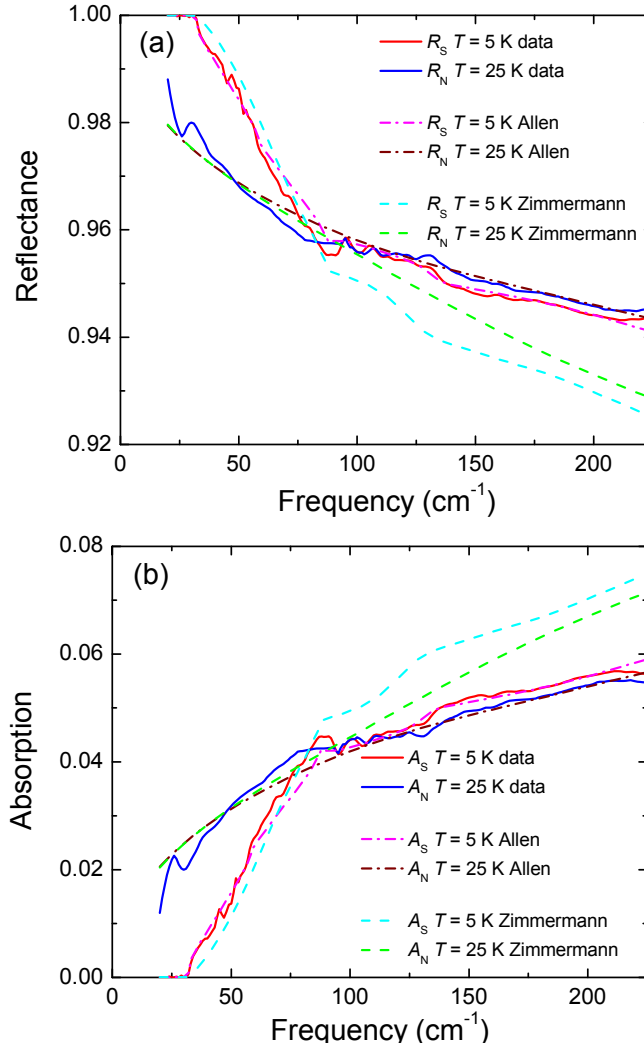 (a)
R_S T = 5 K data
R_N T = 25 K data
R_S T = 5 K Allen
R_N T = 25 K Allen
R_S T = 5 K Zimmermann
R_N T = 25 K Zimmermann
Reflectance
1.00
0.98
0.96
0.94
0.92
0 50 100 150 200
Frequency (cm⁻¹)
(b)
Absorption
0.08
0.06
0.04
0.02
0.00
A_S T = 5 K data
A_N T = 25 K data
A_S T = 5 K Allen
A_N T = 25 K Allen
A_S T = 5 K Zimmermann
A_N T = 25 K Zimmermann
0 50 100 150 200
Frequency (cm⁻¹)